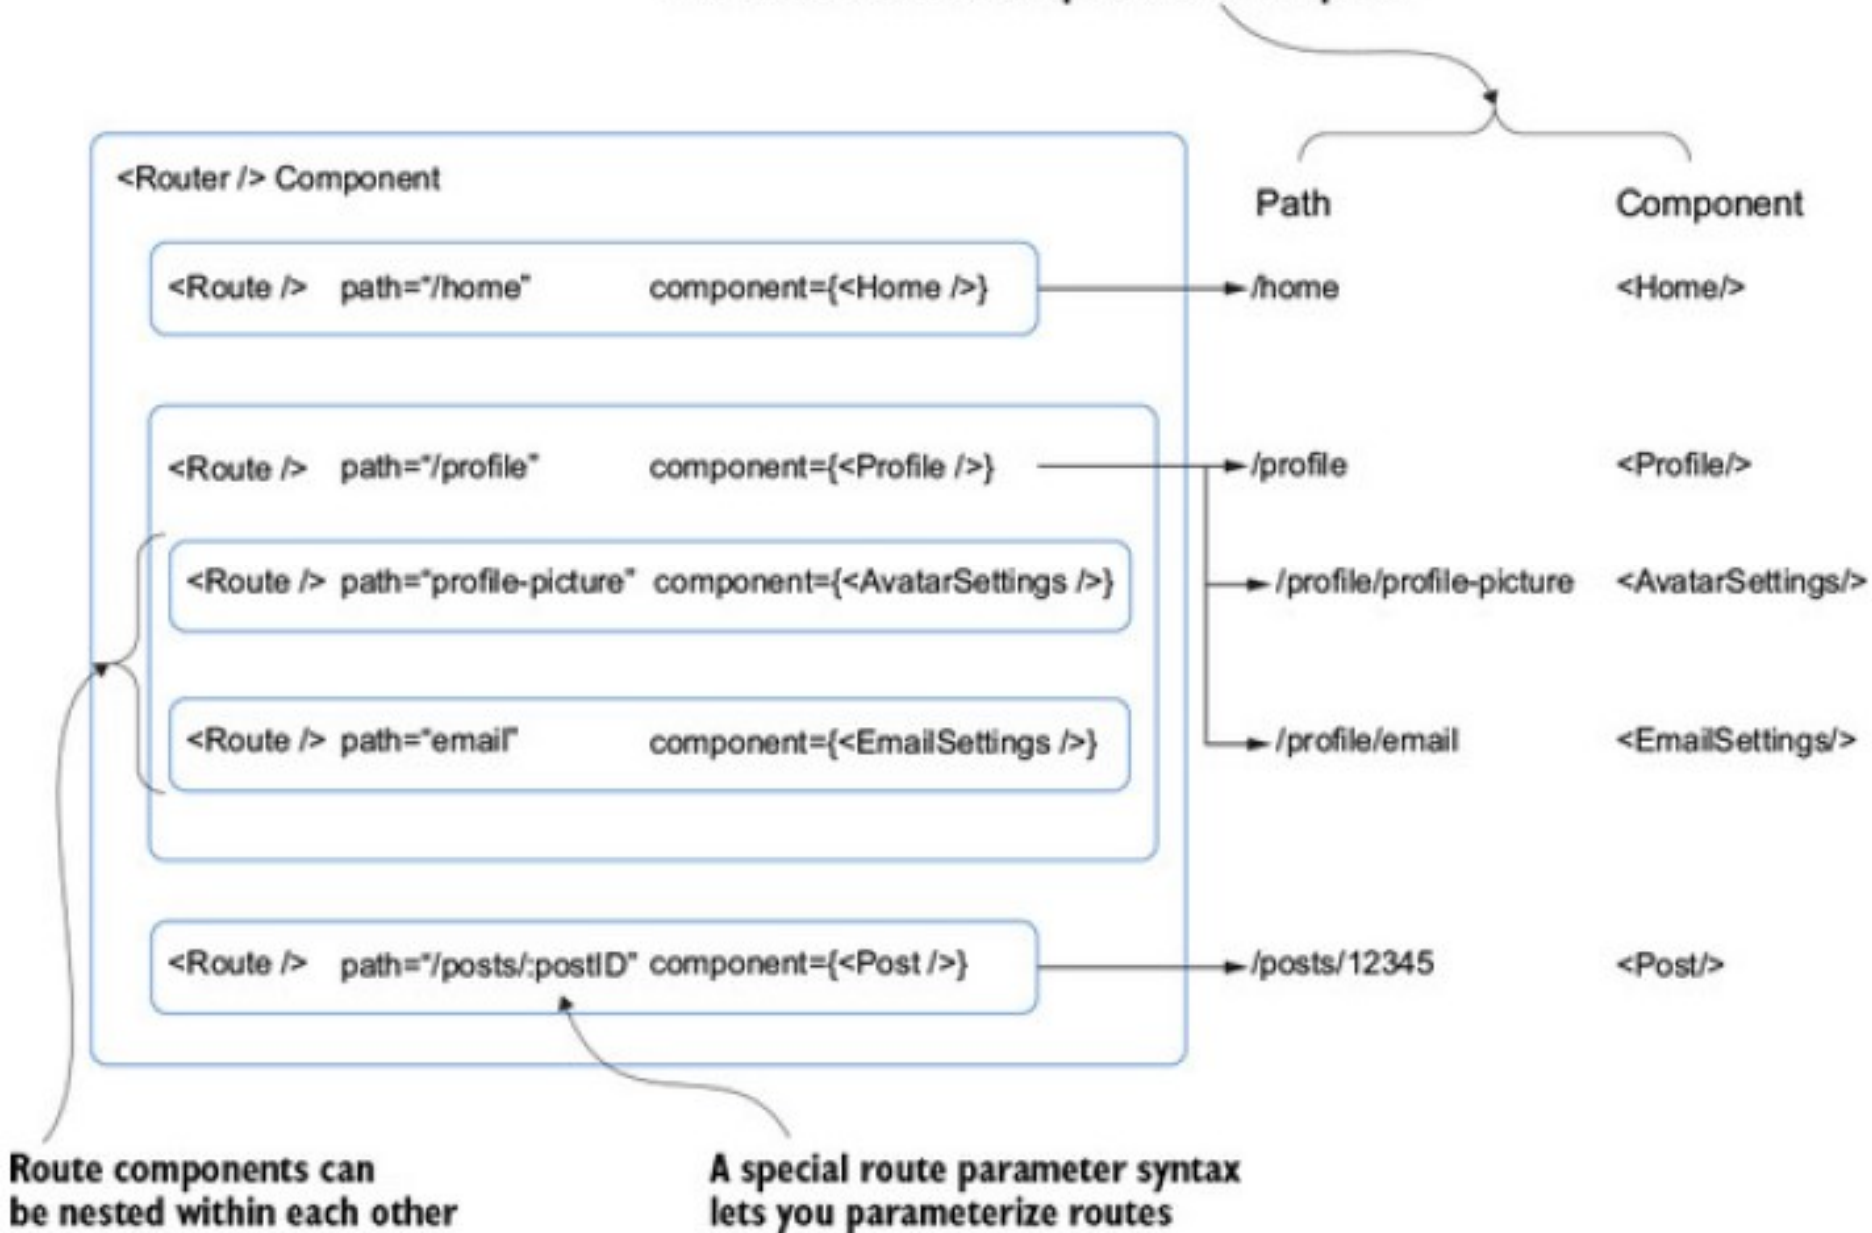 <Router /> Component
Path Component
<Route /> path="/home" component={<Home />} /home <Home/>
<Route /> path="/profile" component={<Profile />} /profile <Profile/>
<Route /> path="profile-picture" component={<AvatarSettings />} /profile/profile-picture <AvatarSettings/>
<Route /> path="email" component={<EmailSettings />} /profile/email <EmailSettings/>
<Route /> path="/posts/:postID" component={<Post />} /posts/12345 <Post/>
Route components can
be nested within each other
A special route parameter syntax
lets you parameterize routes